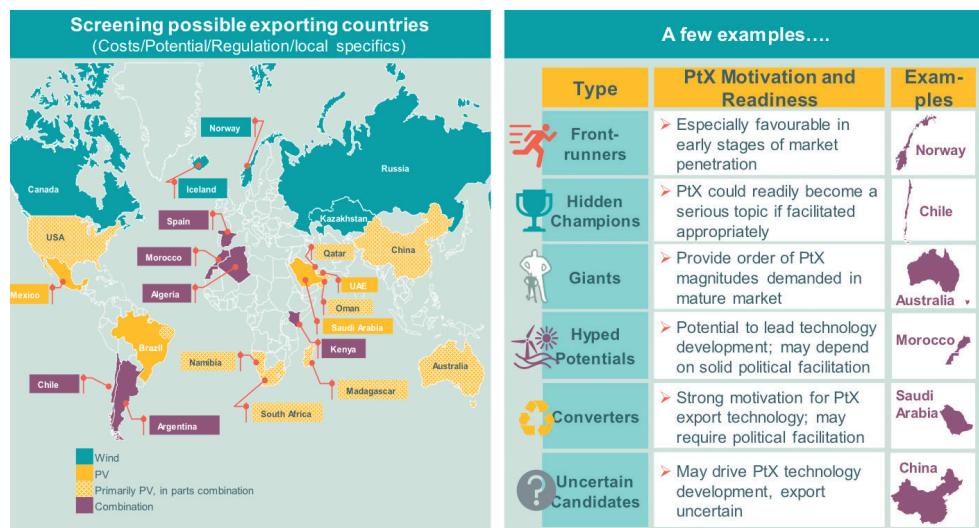 Screening possible exporting countries
(Costs/Potential/Regulation/local specifics)
Norway
Russia
Canada
Iceland
Kazakhstan
Spain
USA
China
Qatar
Morocco
UAE
Mexico
Algeria
Oman
Saudi Arabia
Brazil
Kenya
Namibia
Australia
Chile
Madagascar
South Africa
Argentina
Wind
PV
Primarily PV, in parts combination
Combination
A few examples….
Type
PtX Motivation and
Readiness
Exam-
ples
Front-
runners
Especially favourable in
early stages of market
penetration
Norway
Hidden
Champions
PtX could readily become a
serious topic if facilitated
appropriately
Chile
Giants
Provide order of PtX
magnitudes demanded in
mature market
Australia
Hyped
Potentials
Potential to lead technology
development; may depend
on solid political facilitation
Morocco
Converters
Strong motivation for PtX
export technology; may
require political facilitation
Saudi
Arabia
Uncertain
Candidates
May drive PtX technology
development, export
uncertain
China
?